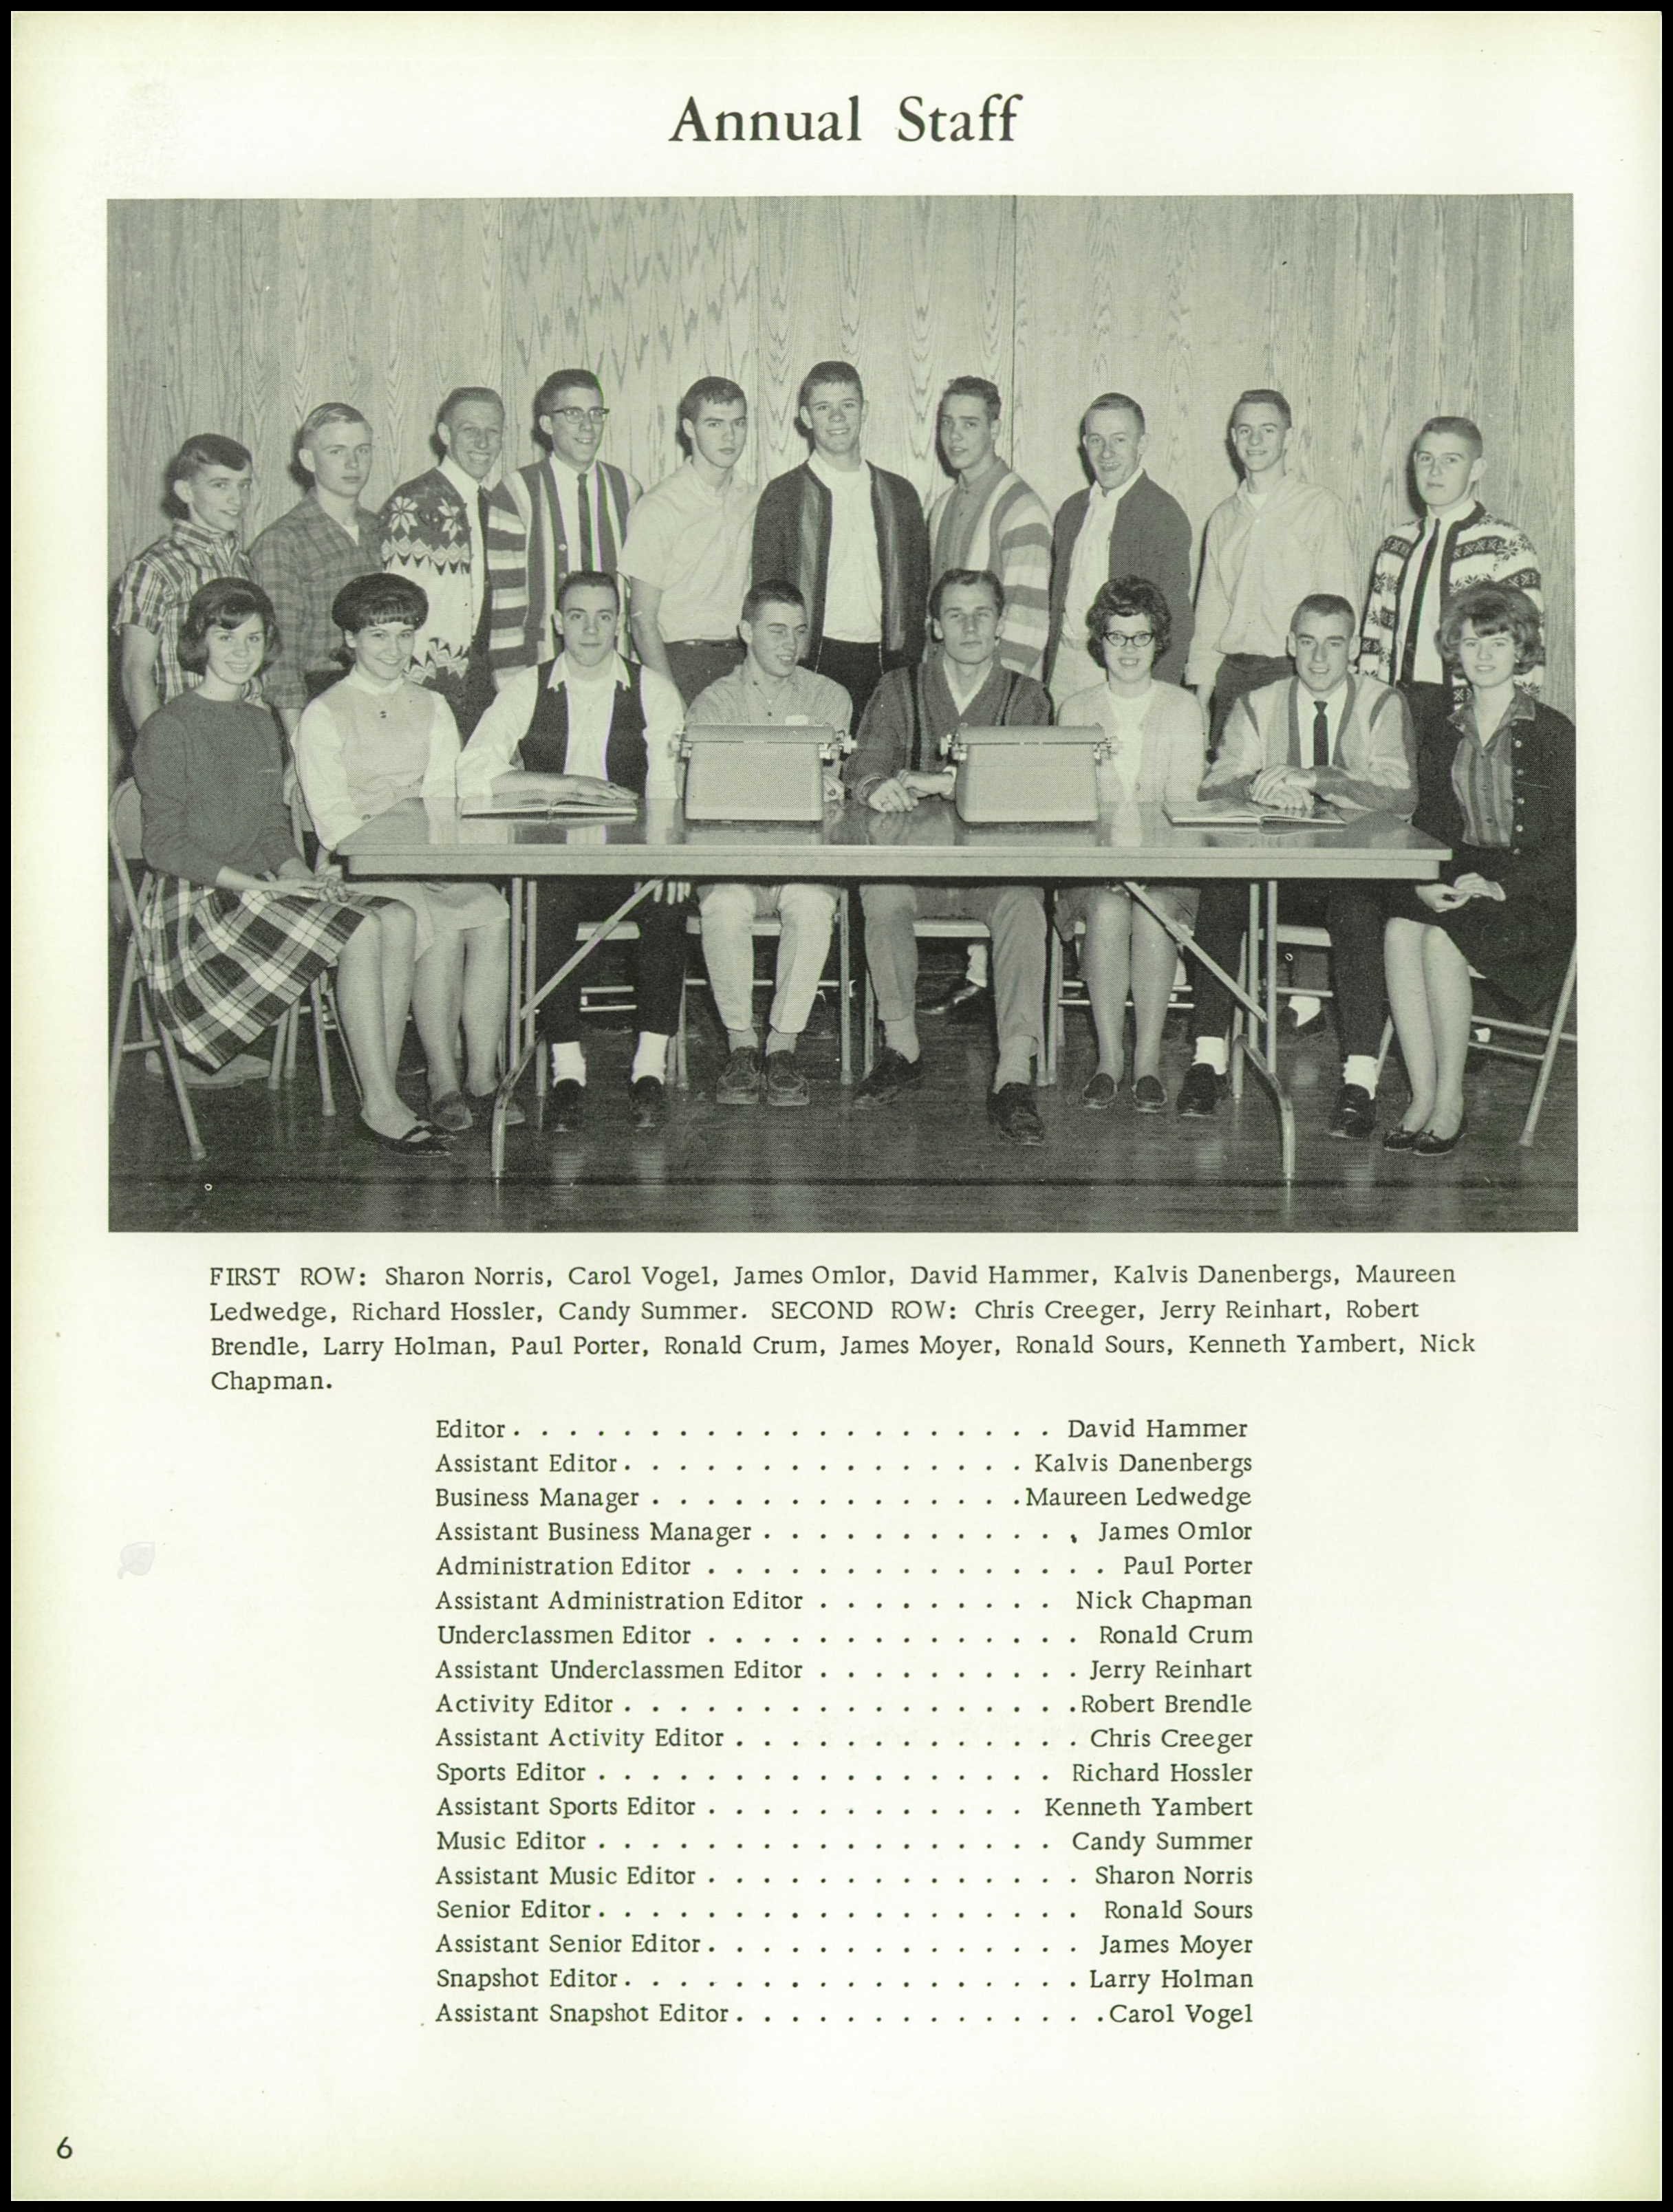 Annual Staff
FIRST ROW: Sharon Norris, Carol Vogel, James Omlor, David Hammer, Kalvis Danenbergs, Maureen
Ledwedge, Richard Hossler, Candy Summer. SECOND ROW: Chris Creeger, Jerry Reinhart, Robert
Brendle, Larry Holman, Paul Porter, Ronald Crum, James Moyer, Ronald Sours, Kenneth Yambert, Nick
Chapman.
Editor. . . . . . . . . . . . . . . . . . . . David Hammer
Assistant Editor. . . . . . . . . . . . . . . Kalvis Danenbergs
Business Manager . . . . . . . . . . . . . . Maureen Ledwedge
Assistant Business Manager . . . . . . . . . . . . James Omlor
Administration Editor . . . . . . . . . . . . . . . Paul Porter
Assistant Administration Editor . . . . . . . . . Nick Chapman
Underclassmen Editor . . . . . . . . . . . . . . Ronald Crum
Assistant Underclassmen Editor . . . . . . . . . . Jerry Reinhart
Activity Editor . . . . . . . . . . . . . . . . . Robert Brendle
Assistant Activity Editor . . . . . . . . . . . . . Chris Creeger
Sports Editor . . . . . . . . . . . . . . . . . Richard Hossler
Assistant Sports Editor . . . . . . . . . . . . Kenneth Yambert
Music Editor . . . . . . . . . . . . . . . . . Candy Summer
Assistant Music Editor . . . . . . . . . . . . . . Sharon Norris
Senior Editor. . . . . . . . . . . . . . . . . . Ronald Sours
Assistant Senior Editor. . . . . . . . . . . . . . James Moyer
Snapshot Editor. . . . . . . . . . . . . . . . . Larry Holman
Assistant Snapshot Editor. . . . . . . . . . . . . . Carol Vogel
6